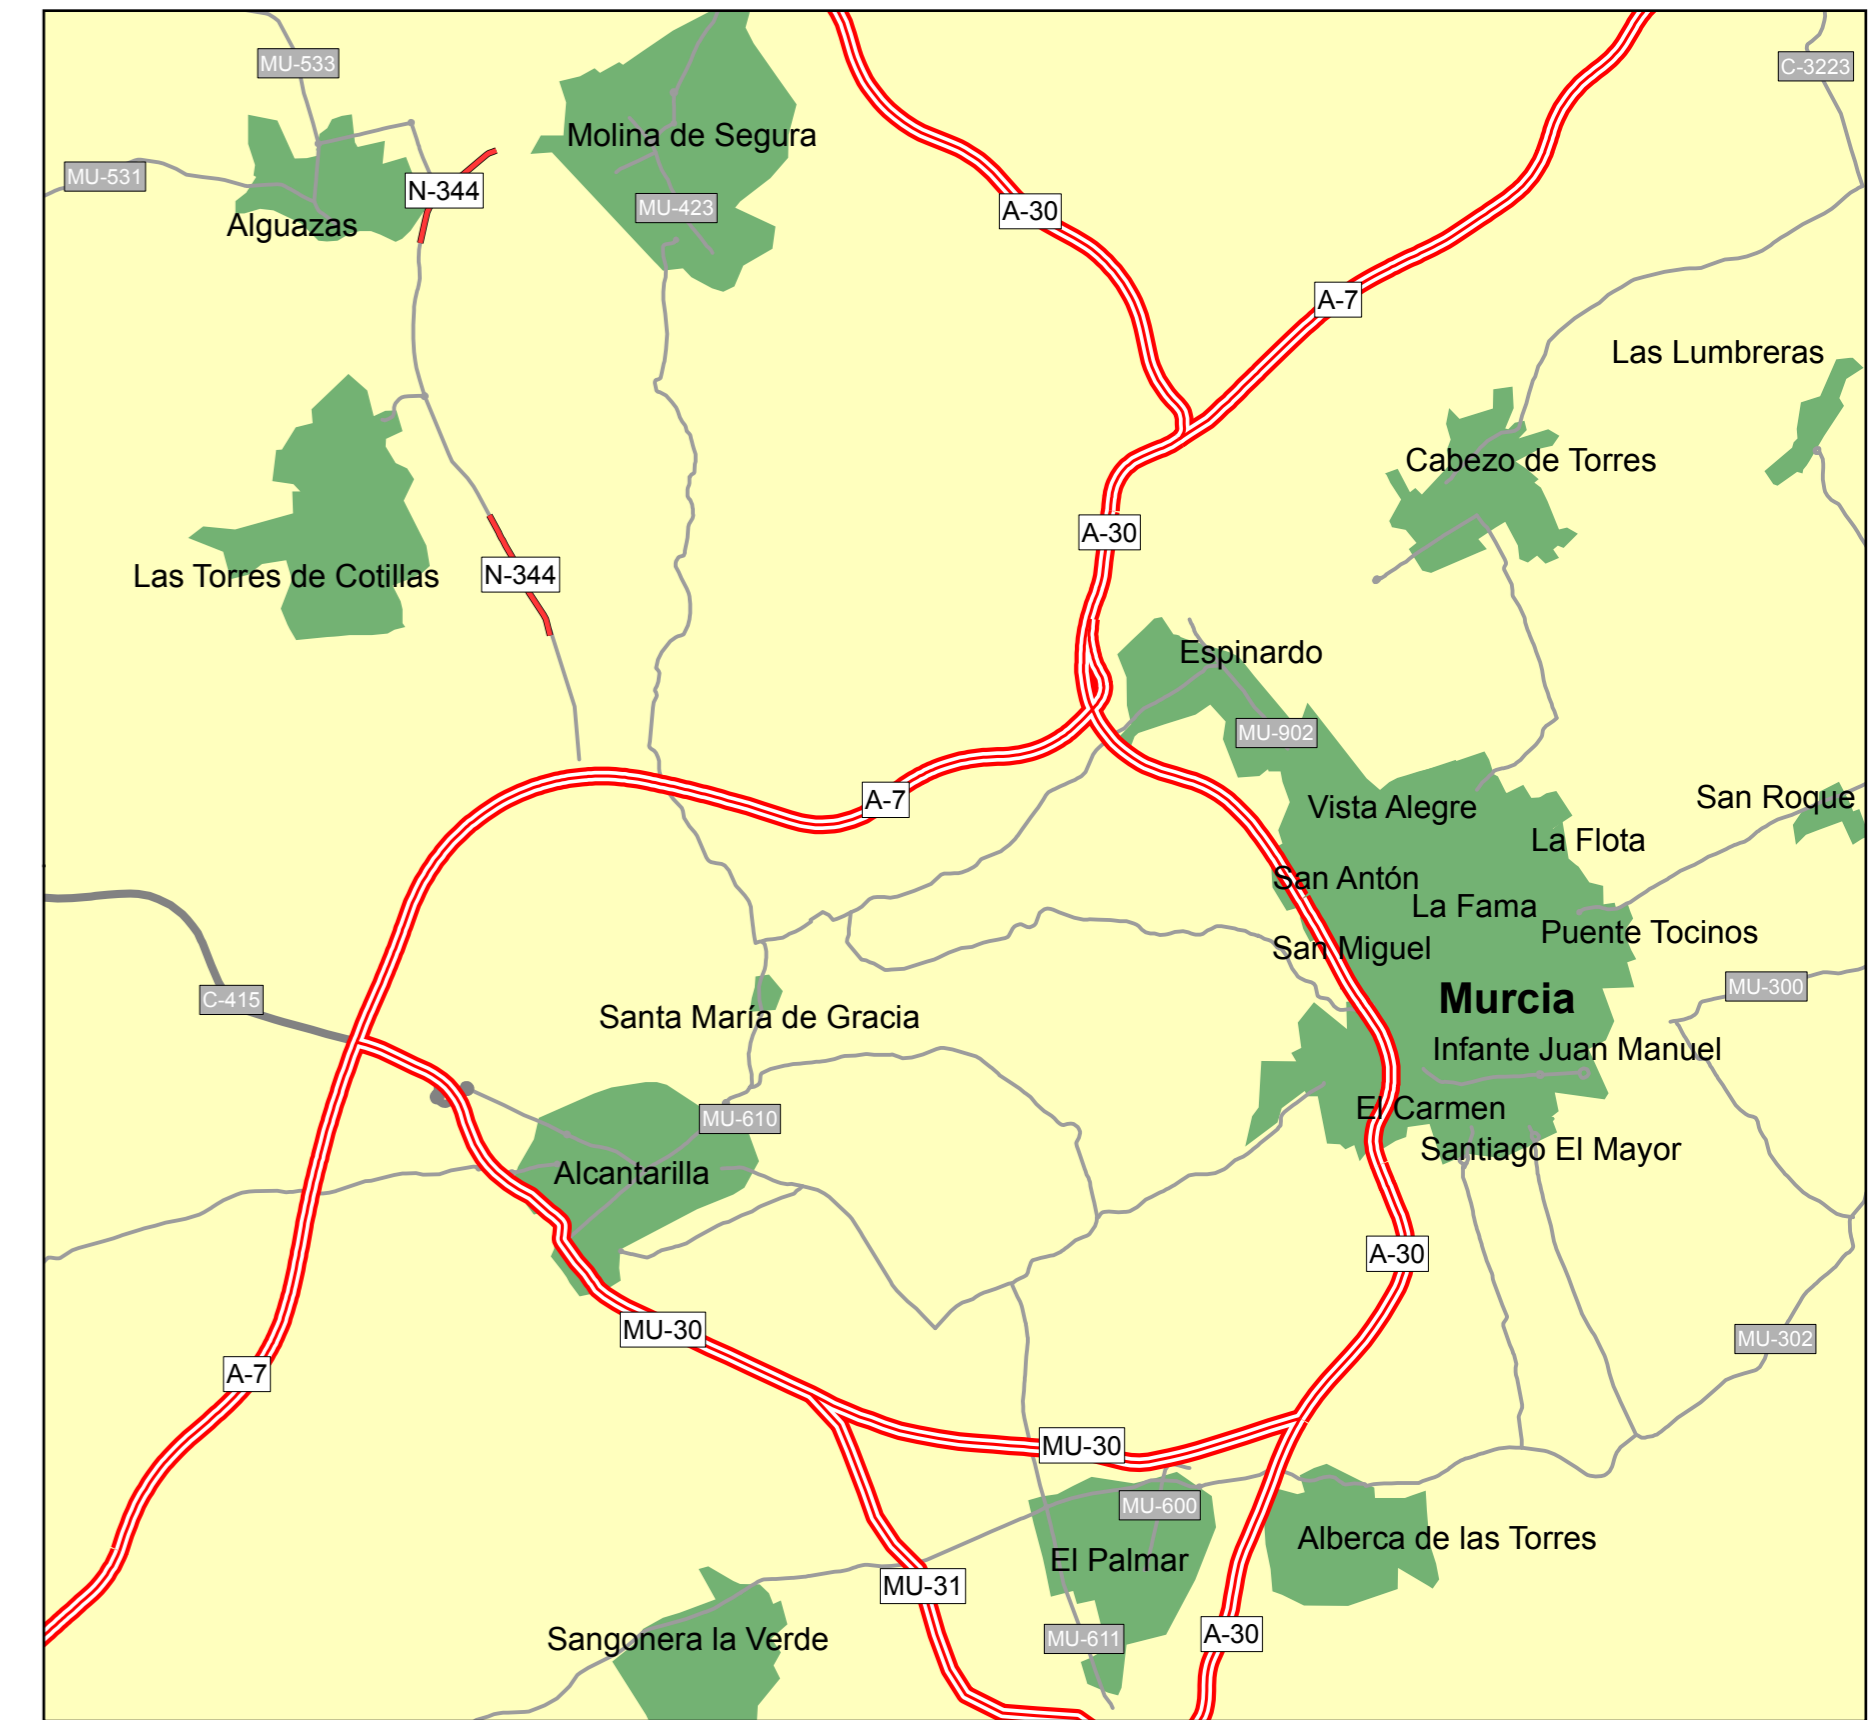 MU-533
C-3223
Molina de Segura
MU-531
N-344
MU-423
A-30
Alguazas
A-7
Las Lumbreras
Cabezo de Torres
A-30
Las Torres de Cotillas
N-344
Espinardo
MU-902
A-7
Vista Alegre
San Roque
La Flota
San Antón
La Fama
Puente Tocinos
San Miguel
MU-300
C-415
Murcia
Santa María de Gracia
Infante Juan Manuel
El Carmen
MU-610
Santiago El Mayor
Alcantarilla
A-30
MU-30
MU-302
A-7
MU-30
MU-600
Alberca de las Torres
El Palmar
MU-31
A-30
Sangonera la Verde
MU-611